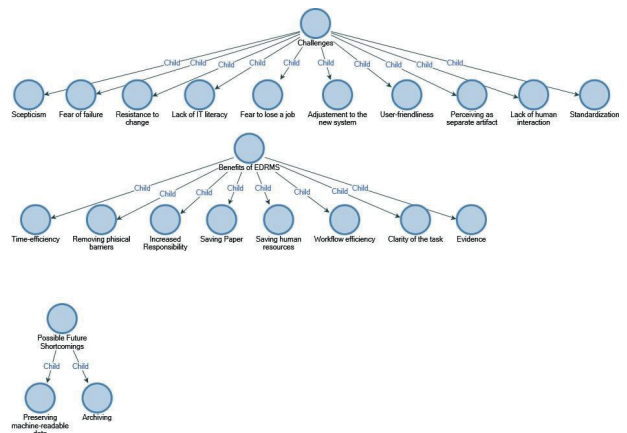 Challenges
Child Child Child Child Child Child Child Child Child Child
Scepticism Fear of failure Resistance to Lack of IT literacy Fear to lose a job Adjustement to the User-friendliness Perceiving as Lack of human Standardization
change new system separate artifact interaction
Benefits of EDRMS
Child Child Child Child Child Child Child Child
Time-efficiency Removing phisical Increased Saving Paper Saving human Workflow efficiency Clarity of the task Evidence
barriers Responsibility resources
Possible Future
Shortcomings
Child Child
Preserving Archiving
machine-readable
data